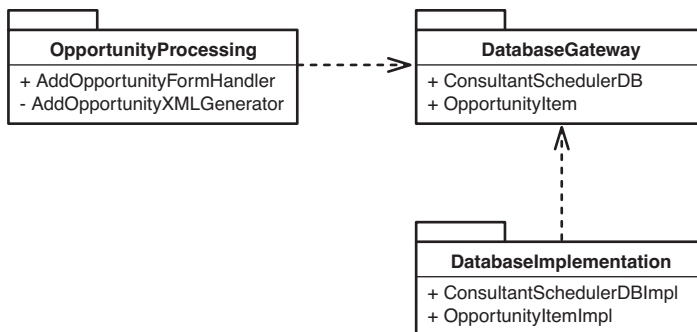 OpportunityProcessing
+ AddOpportunityFormHandler
- AddOpportunityXMLGenerator
DatabaseGateway
+ ConsultantSchedulerDB
+ OpportunityItem
DatabaseImplementation
+ ConsultantSchedulerDBImpl
+ OpportunityItemImpl